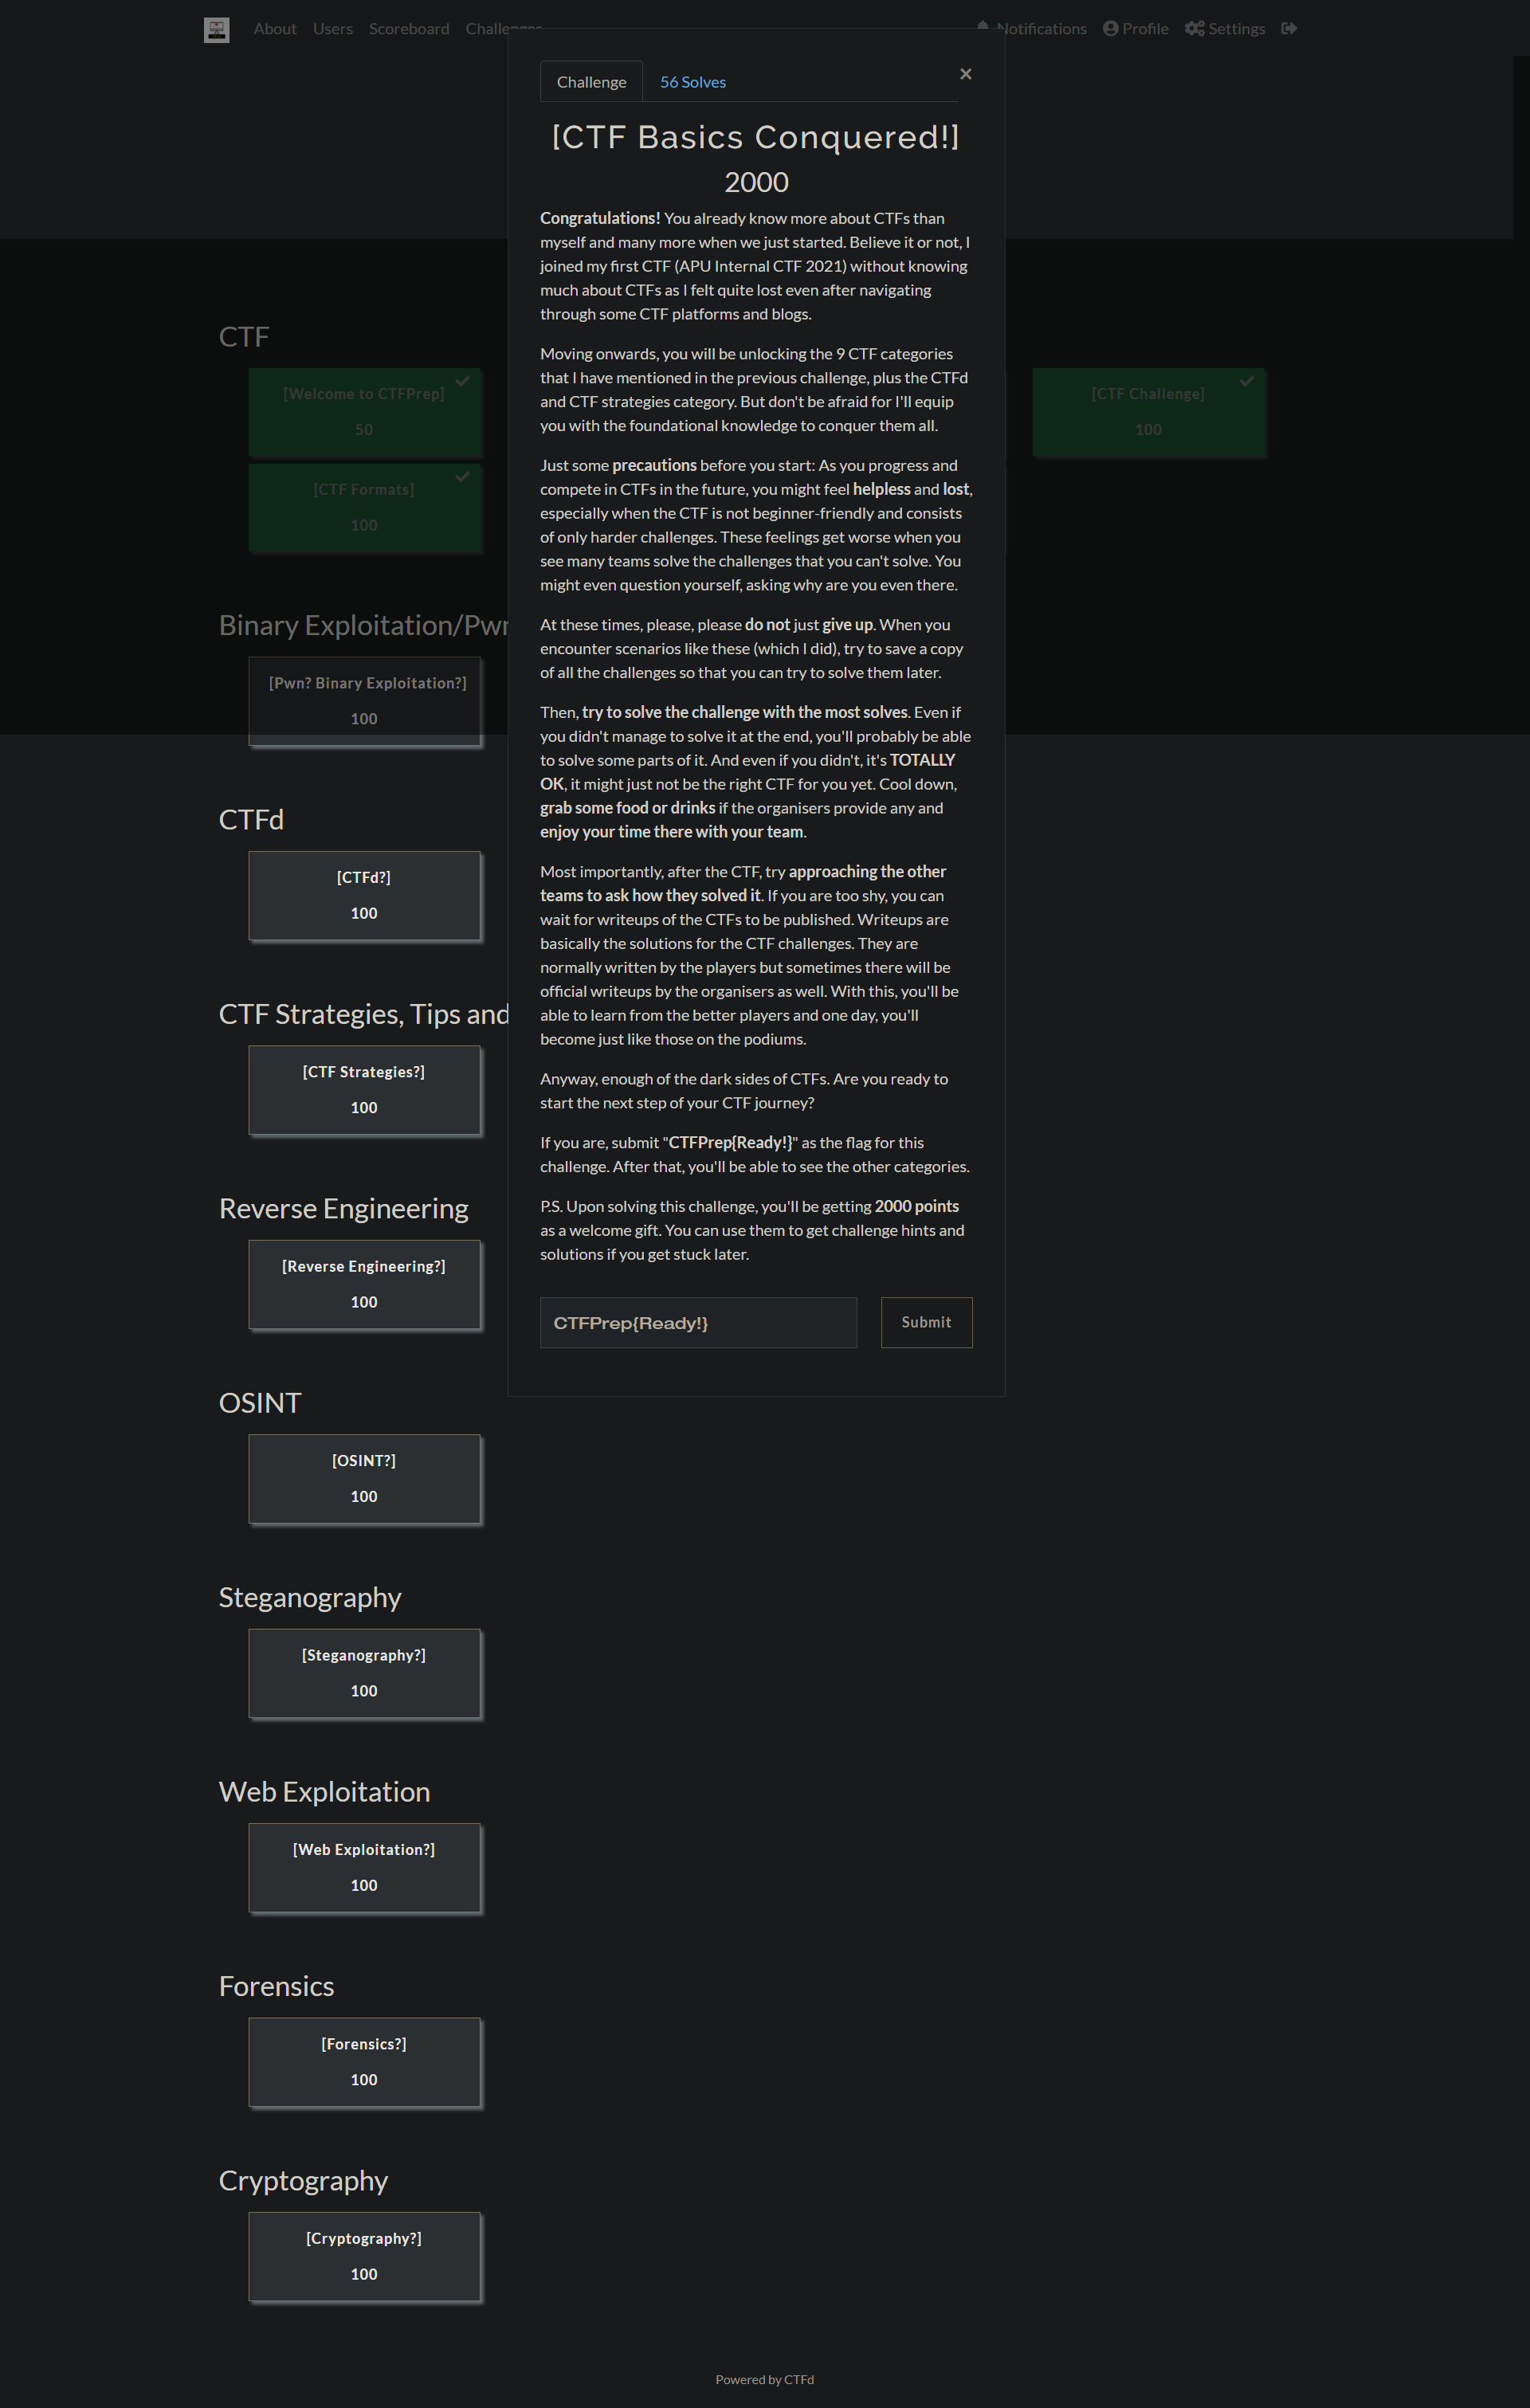 About Users Scoreboard Challenges Notifications Profile Settings
Challenge 56 Solves ×
[CTF Basics Conquered!]
2000
Congratulations! You already know more about CTFs than
myself and many more when we just started. Believe it or not, I
joined my first CTF (APU Internal CTF 2021) without knowing
much about CTFs as I felt quite lost even after navigating
through some CTF platforms and blogs.
Moving onwards, you will be unlocking the 9 CTF categories
that I have mentioned in the previous challenge, plus the CTFd
and CTF strategies category. But don't be afraid for I'll equip
you with the foundational knowledge to conquer them all.
Just some precautions before you start: As you progress and
compete in CTFs in the future, you might feel helpless and lost,
especially when the CTF is not beginner-friendly and consists
of only harder challenges. These feelings get worse when you
see many teams solve the challenges that you can't solve. You
might even question yourself, asking why are you even there.
At these times, please, please do not just give up. When you
encounter scenarios like these (which I did), try to save a copy
of all the challenges so that you can try to solve them later.
Then, try to solve the challenge with the most solves. Even if
you didn't manage to solve it at the end, you'll probably be able
to solve some parts of it. And even if you didn't, it's TOTALLY
OK, it might just not be the right CTF for you yet. Cool down,
grab some food or drinks if the organisers provide any and
enjoy your time there with your team.
Most importantly, after the CTF, try approaching the other
teams to ask how they solved it. If you are too shy, you can
wait for writeups of the CTFs to be published. Writeups are
basically the solutions for the CTF challenges. They are
normally written by the players but sometimes there will be
official writeups by the organisers as well. With this, you'll be
able to learn from the better players and one day, you'll
become just like those on the podiums.
Anyway, enough of the dark sides of CTFs. Are you ready to
start the next step of your CTF journey?
If you are, submit "CTFPrep{Ready!}" as the flag for this
challenge. After that, you'll be able to see the other categories.
P.S. Upon solving this challenge, you'll be getting 2000 points
as a welcome gift. You can use them to get challenge hints and
solutions if you get stuck later.
CTFPrep{Ready!} Submit
CTF
[Welcome to CTFPrep]
50
[CTF Challenge]
100
[CTF Formats]
100
Binary Exploitation/Pwn
[Pwn? Binary Exploitation?]
100
CTFd
[CTFd?]
100
CTF Strategies, Tips and
[CTF Strategies?]
100
Reverse Engineering
[Reverse Engineering?]
100
OSINT
[OSINT?]
100
Steganography
[Steganography?]
100
Web Exploitation
[Web Exploitation?]
100
Forensics
[Forensics?]
100
Cryptography
[Cryptography?]
100
Powered by CTFd